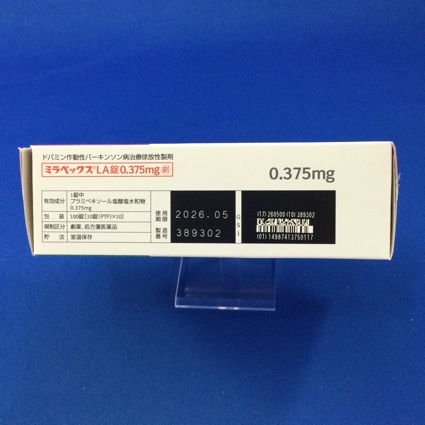 ドパミン作動性パーキンソン病治療徐放性製剤
ミラペックス®LA錠0.375mg 劇
0.375mg
有効成分 1錠中
プラミペキソール塩酸塩水和物
0.375mg
包装 100錠[10錠(PTP)×10]
規制区分 劇薬、処方箋医薬品
貯法 室温保存
使用期限 2026.05
製造番号 389302
GS1
(17)260500(10)389302
(01)14987413750117